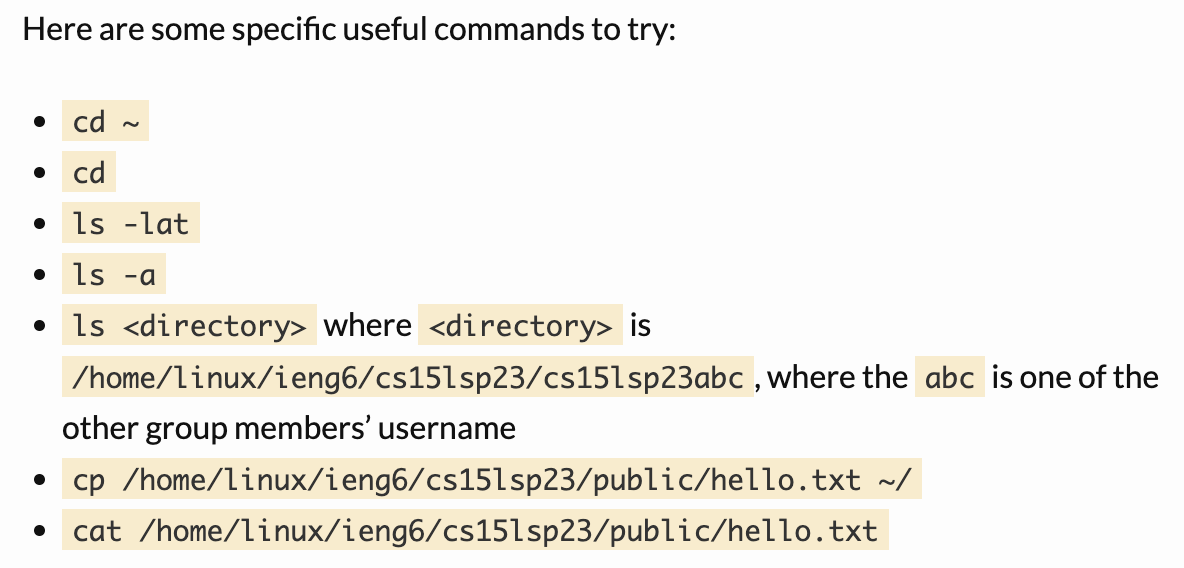 Here are some specific useful commands to try:
• cd ~
• cd
• ls -lat
• ls -a
• ls <directory> where <directory> is
/home/linux/ieng6/cs15lsp23/cs15lsp23abc, where the abc is one of the
other group members’ username
• cp /home/linux/ieng6/cs15lsp23/public/hello.txt ~/
• cat /home/linux/ieng6/cs15lsp23/public/hello.txt